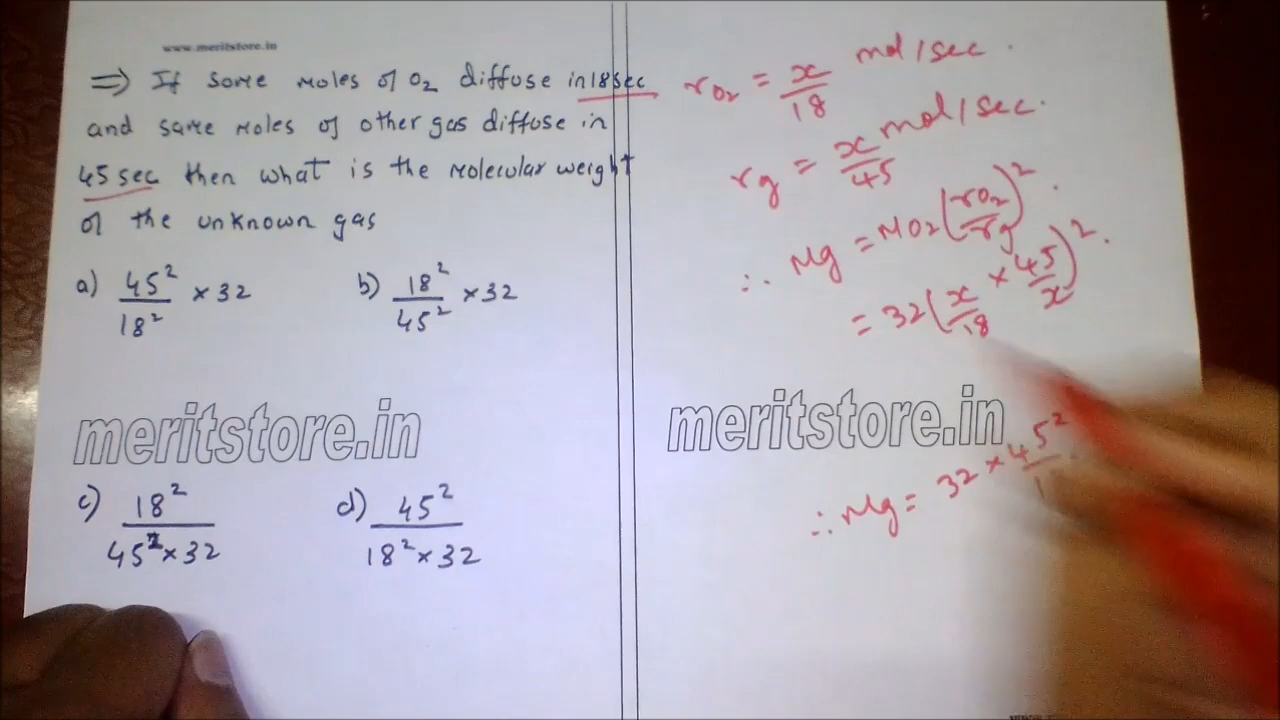 www.meritstore.in
⇒ If some moles of O₂ diffuse in 18 sec
and same moles of other gas diffuse in
45 sec then what is the molecular weight
of the unknown gas
a) 45²/18² × 32
b) 18²/45² × 32
meritstore.in
c) 18²/45² × 32
d) 45²/18² × 32
rO₂ = x/18 mol/sec.
rg = x/45 mol/sec.
∴ Mg = MO₂ (rO₂/rg)².
= 32 (x/18 × 45/x)².
meritstore.in
∴ Mg = 32 × 45²